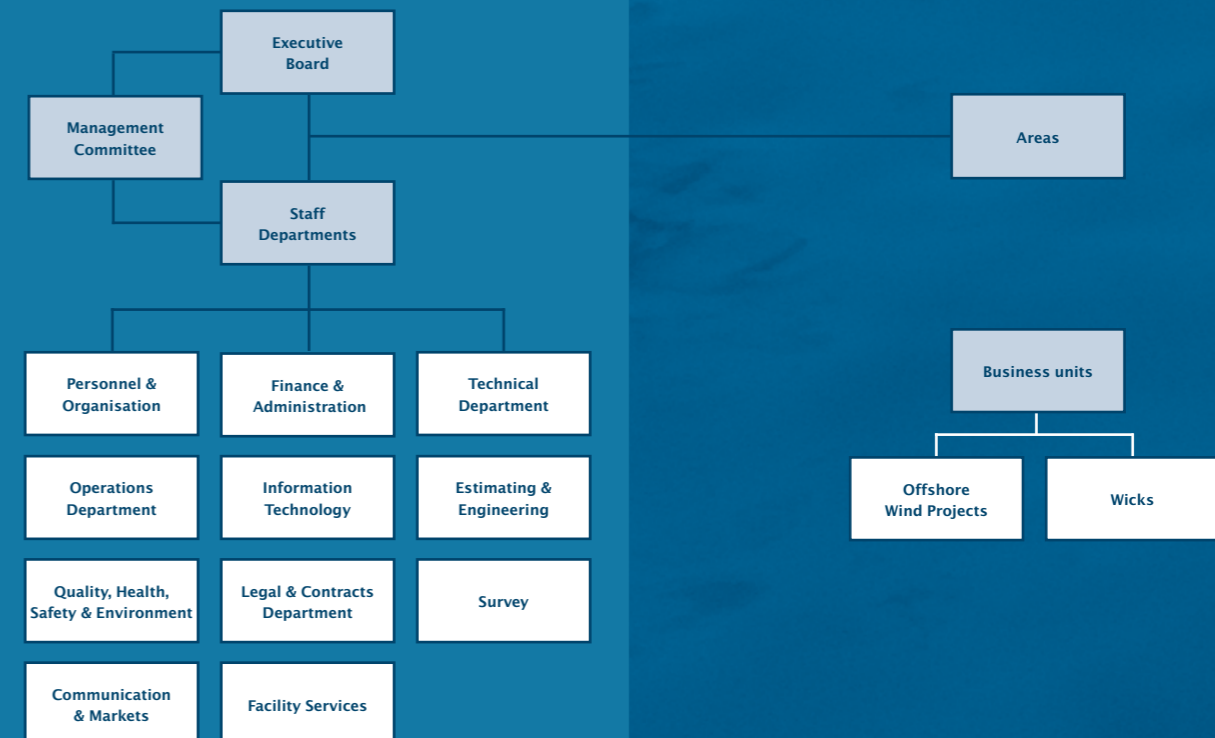 Executive
Board
Management
Committee
Areas
Staff
Departments
Business units
Personnel &
Organisation
Finance &
Administration
Technical
Department
Offshore
Wind Projects
Wicks
Operations
Department
Information
Technology
Estimating &
Engineering
Quality, Health,
Safety & Environment
Legal & Contracts
Department
Survey
Communication
& Markets
Facility Services